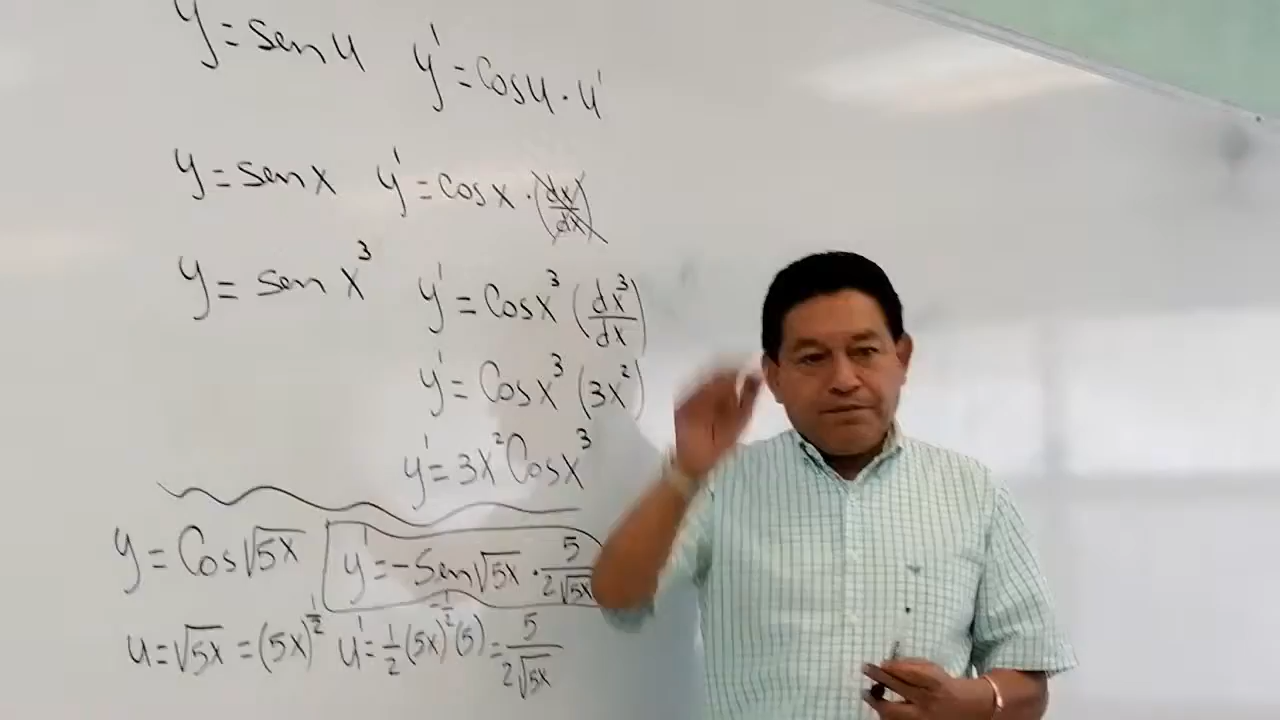 y = sen u    y' = Cos u · u'
y = sen x    y' = Cos x · (dx/dx)
y = sen x³    y' = Cos x³ (dx³/dx)
y' = Cos x³ (3x²)
y' = 3x² Cos x³
y = Cos √5x    y' = -Sen √5x · 5/2√5x
u = √5x = (5x)^½    u' = ½(5x)^-½ (5) = 5/2√5x